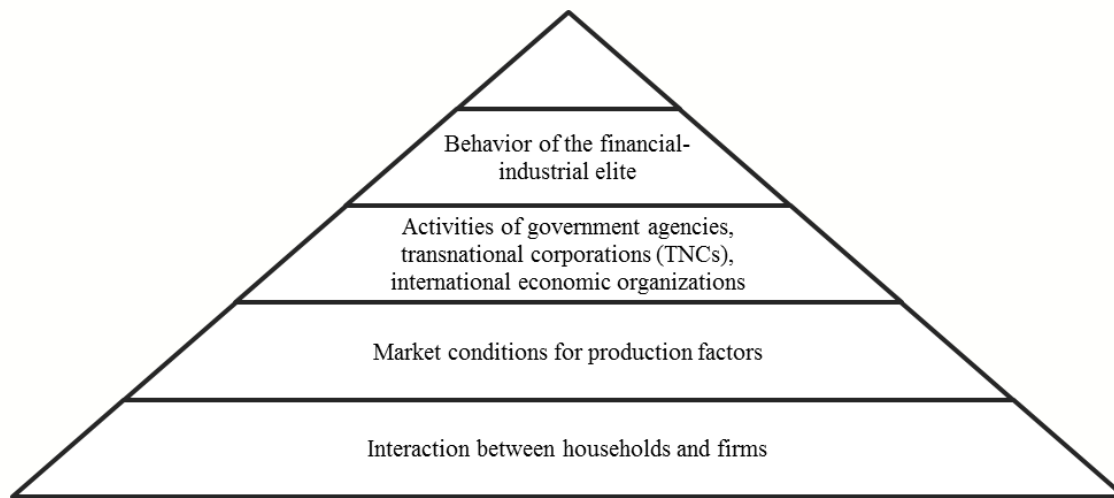 Behavior of the financial-
industrial elite
Activities of government agencies,
transnational corporations (TNCs),
international economic organizations
Market conditions for production factors
Interaction between households and firms